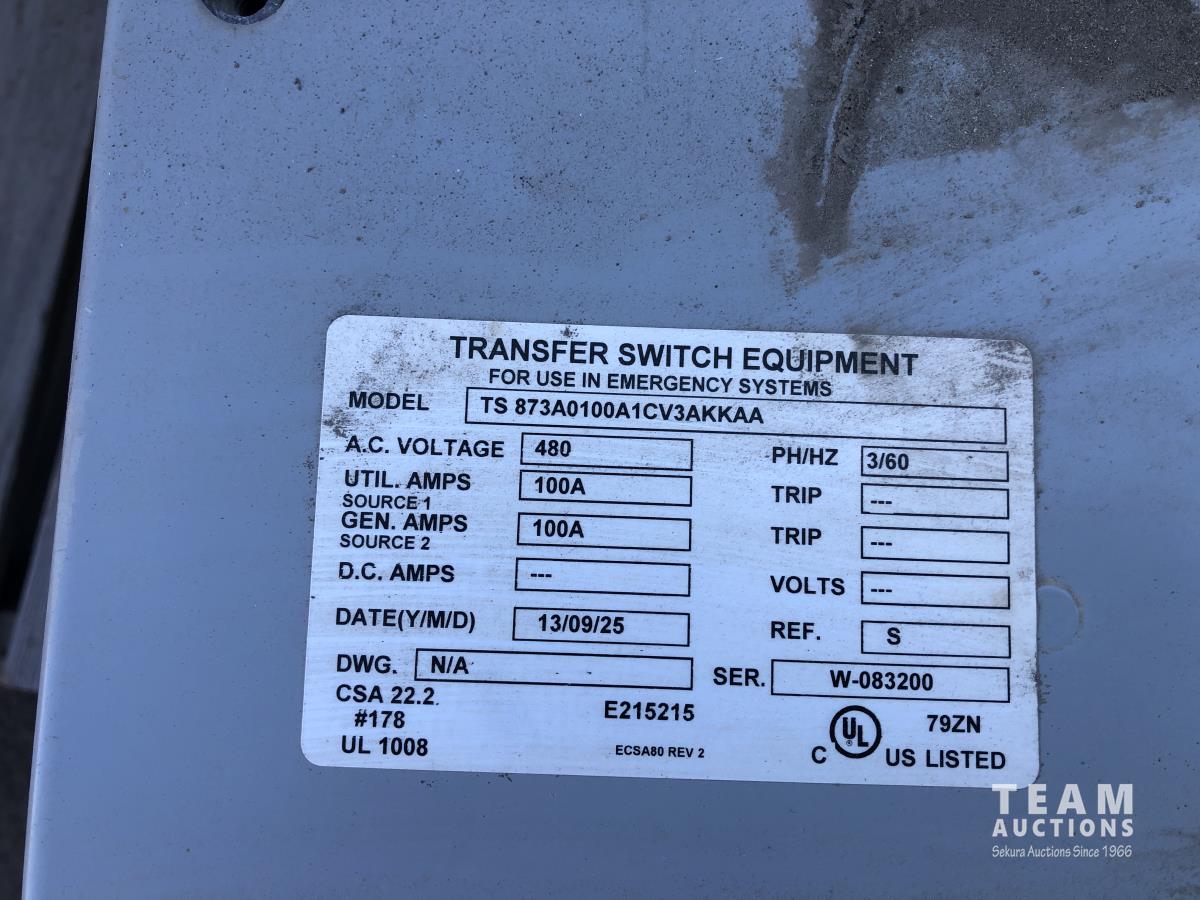 TRANSFER SWITCH EQUIPMENT
FOR USE IN EMERGENCY SYSTEMS
MODEL TS 873A0100A1CV3AKKAA
A.C. VOLTAGE 480 PH/HZ 3/60
UTIL. AMPS 100A TRIP ---
SOURCE 1
GEN. AMPS 100A TRIP ---
SOURCE 2
D.C. AMPS --- VOLTS ---
DATE(Y/M/D) 13/09/25 REF. S
DWG. N/A SER. W-083200
CSA 22.2 E215215 79ZN
#178
UL 1008 ECSA80 REV 2 C UL US LISTED
TEAM
AUCTIONS
Sekura Auctions Since 1966